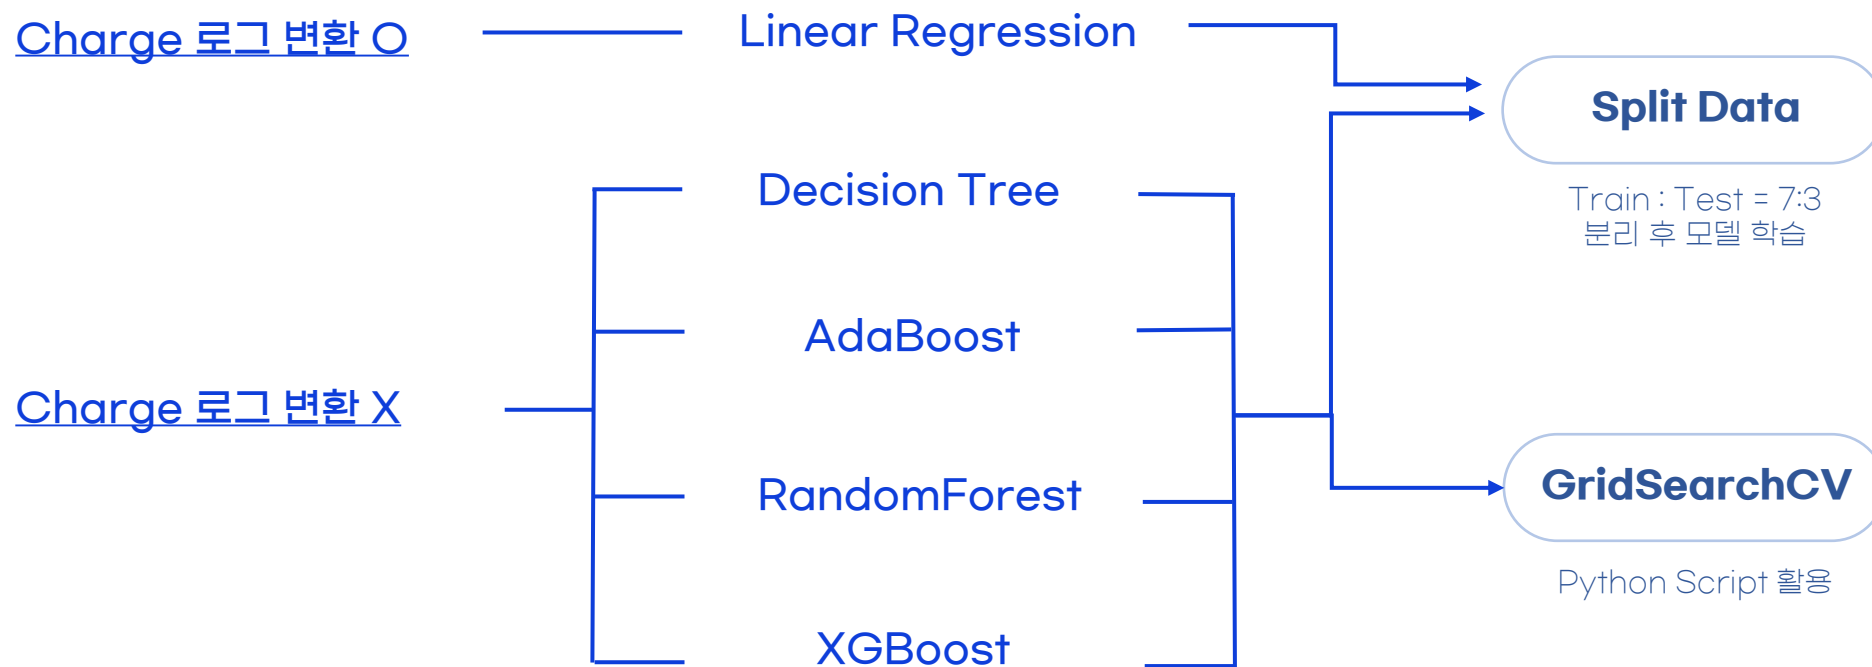 Charge 로그 변환 O
Linear Regression
Split Data
Train : Test = 7:3
분리 후 모델 학습
Decision Tree
AdaBoost
Charge 로그 변환 X
RandomForest
GridSearchCV
Python Script 활용
XGBoost